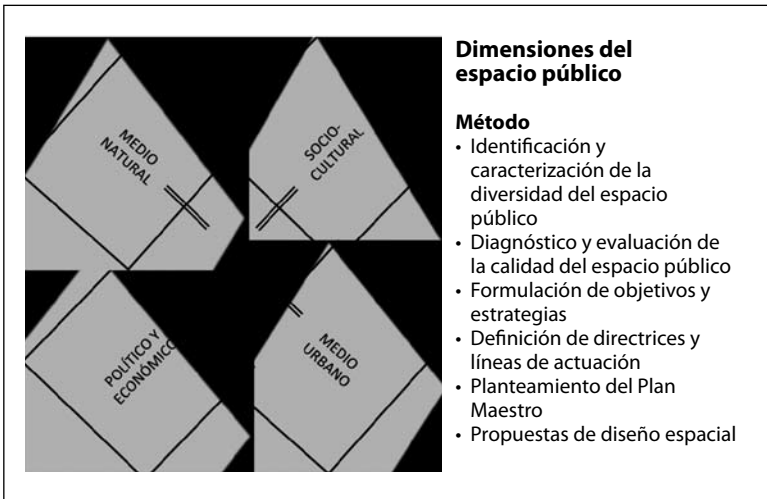 MEDIO
NATURAL
SOCIO-
CULTURAL
POLÍTICO Y
ECONÓMICO
MEDIO
URBANO
Dimensiones del
espacio público
Método
• Identificación y
caracterización de la
diversidad del espacio
público
• Diagnóstico y evaluación de
la calidad del espacio público
• Formulación de objetivos y
estrategias
• Definición de directrices y
líneas de actuación
• Planteamiento del Plan
Maestro
• Propuestas de diseño espacial